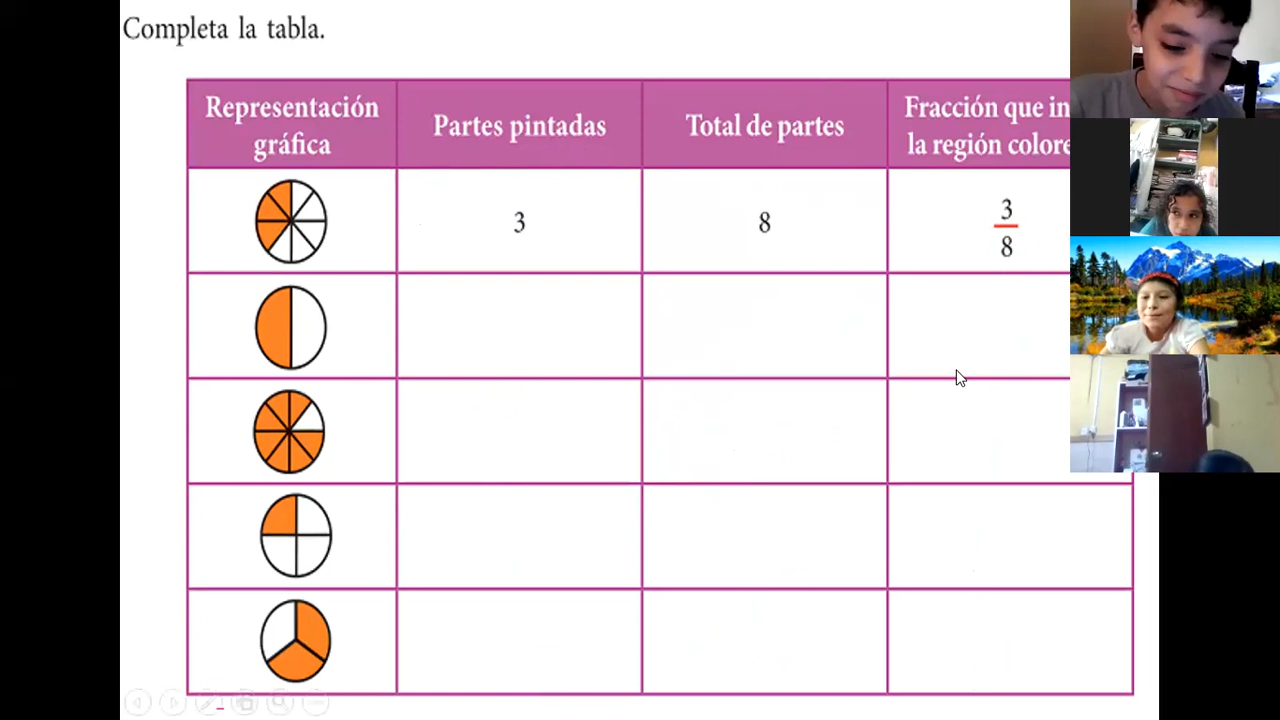 Completa la tabla.
Representación gráfica
Partes pintadas
Total de partes
Fracción que in
la región colore
3
8
3
8